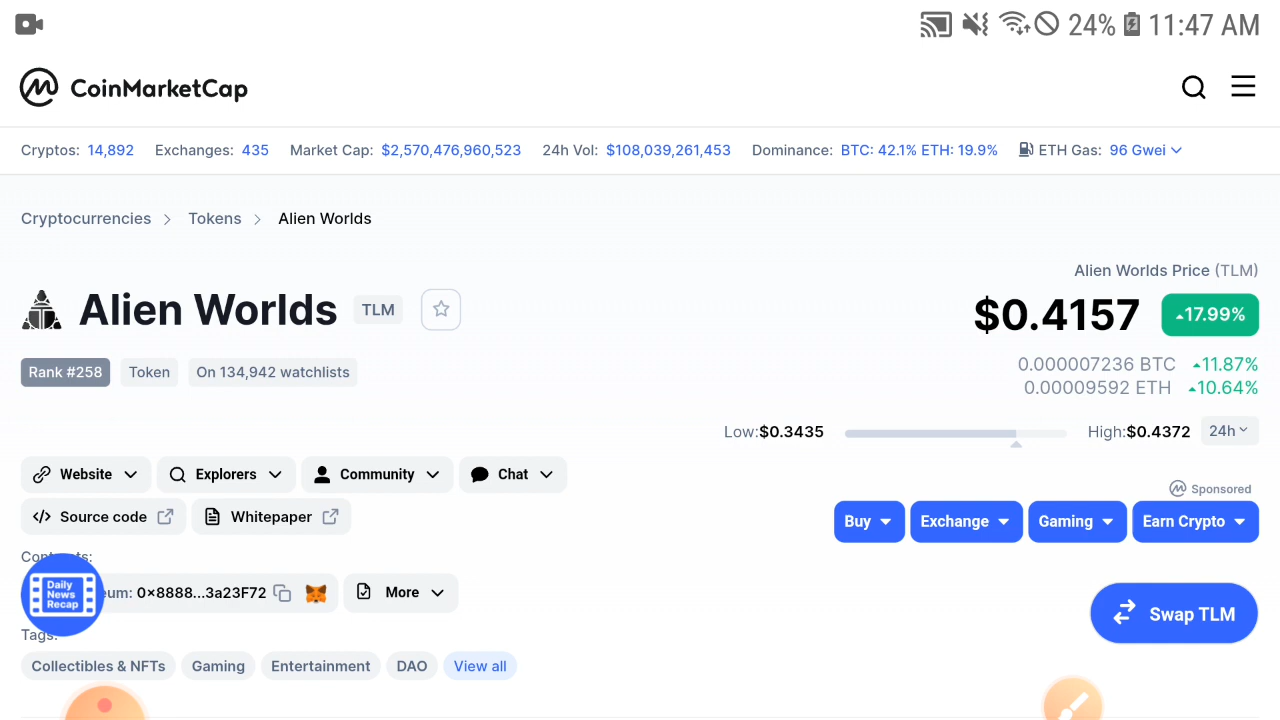 24% 11:47 AM
CoinMarketCap
Cryptos: 14,892 Exchanges: 435 Market Cap: $2,570,476,960,523 24h Vol: $108,039,261,453 Dominance: BTC: 42.1% ETH: 19.9% ETH Gas: 96 Gwei
Cryptocurrencies > Tokens > Alien Worlds
Alien Worlds Price (TLM)
Alien Worlds TLM
$0.4157 17.99%
Rank #258 Token On 134,942 watchlists
0.000007236 BTC 11.87%
0.00009592 ETH 10.64%
Low:$0.3435 High:$0.4372 24h
Website Explorers Community Chat
Sponsored
Source code Whitepaper
Buy Exchange Gaming Earn Crypto
Daily
News
Recap
0x8888...3a23F72 More
Swap TLM
Tags:
Collectibles & NFTs Gaming Entertainment DAO View all